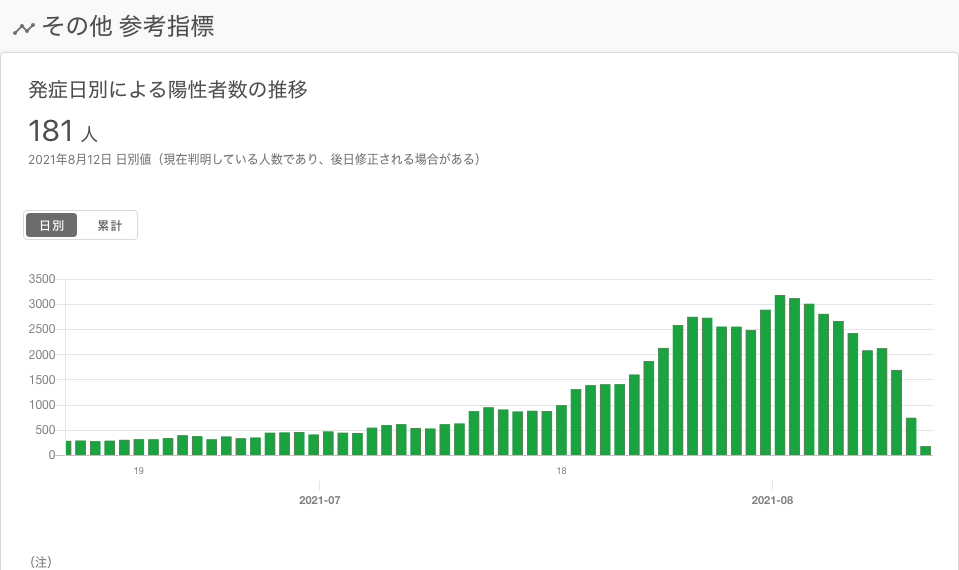 その他 参考指標
発症日別による陽性者数の推移
181 人
2021年8月12日 日別値（現在判明している人数であり、後日修正される場合がある）
日別 累計
3500
3000
2500
2000
1500
1000
500
0
19 18
2021-07 2021-08
（注）